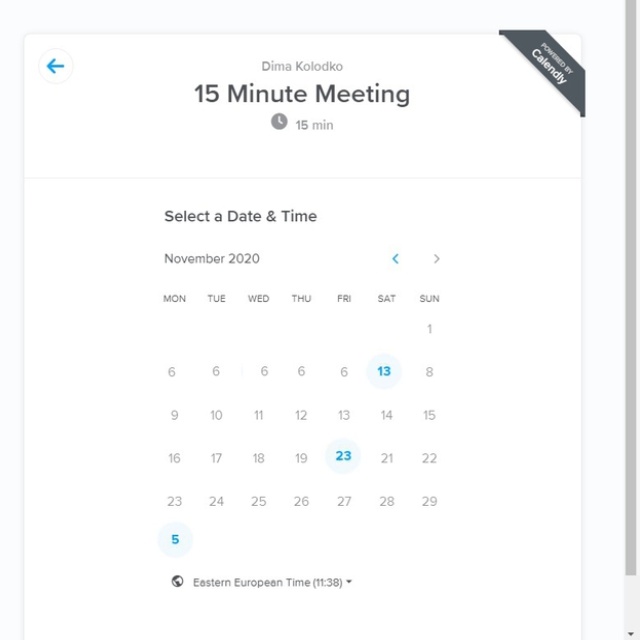 POWERED BY
Calendly
Dima Kolodko
15 Minute Meeting
15 min
Select a Date & Time
November 2020
MON TUE WED THU FRI SAT SUN
1
6 6 6 6 6 13 8
9 10 11 12 13 14 15
16 17 18 19 23 21 22
23 24 25 26 27 28 29
5
Eastern European Time (11:38)